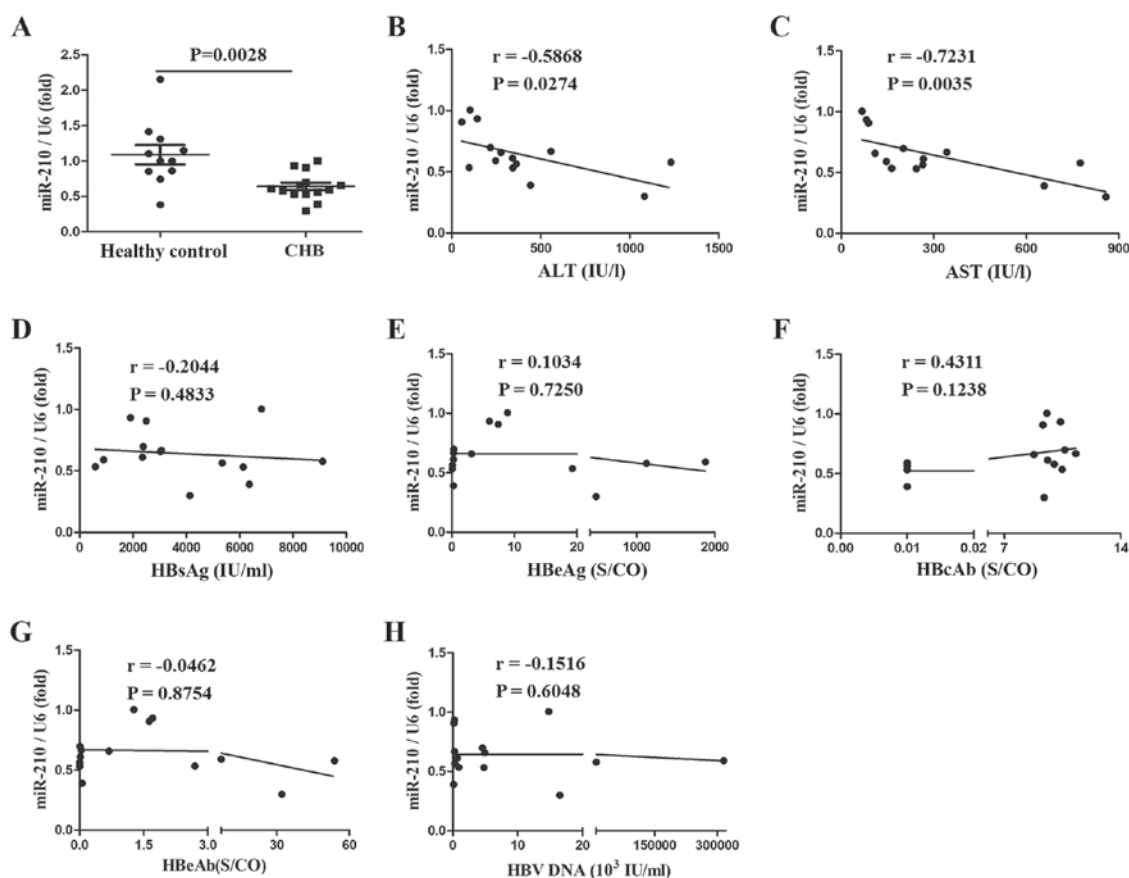 A
P=0.0028
miR-210 / U6 (fold)
2.5
2.0
1.5
1.0
0.5
0.0
Healthy control
CHB
B
r = -0.5868
P = 0.0274
miR-210 / U6 (fold)
1.5
1.0
0.5
0.0
0
500
1000
1500
ALT (IU/l)
C
r = -0.7231
P = 0.0035
miR-210 / U6 (fold)
1.5
1.0
0.5
0.0
0
300
600
900
AST (IU/l)
D
r = -0.2044
P = 0.4833
miR-210 / U6 (fold)
1.5
1.0
0.5
0.0
0
2000
4000
6000
8000
10000
HBsAg (IU/ml)
E
r = 0.1034
P = 0.7250
miR-210 / U6 (fold)
1.5
1.0
0.5
0.0
0
10
20
1000
2000
HBeAg (S/CO)
F
r = 0.4311
P = 0.1238
miR-210 / U6 (fold)
1.5
1.0
0.5
0.0
0.00
0.01
0.02
7
14
HBcAb (S/CO)
G
r = -0.0462
P = 0.8754
miR-210 / U6 (fold)
1.5
1.0
0.5
0.0
0.0
1.5
3.0
30
60
HBeAb(S/CO)
H
r = -0.1516
P = 0.6048
miR-210 / U6 (fold)
1.5
1.0
0.5
0.0
0
10
20
150000
300000
HBV DNA (10³ IU/ml)